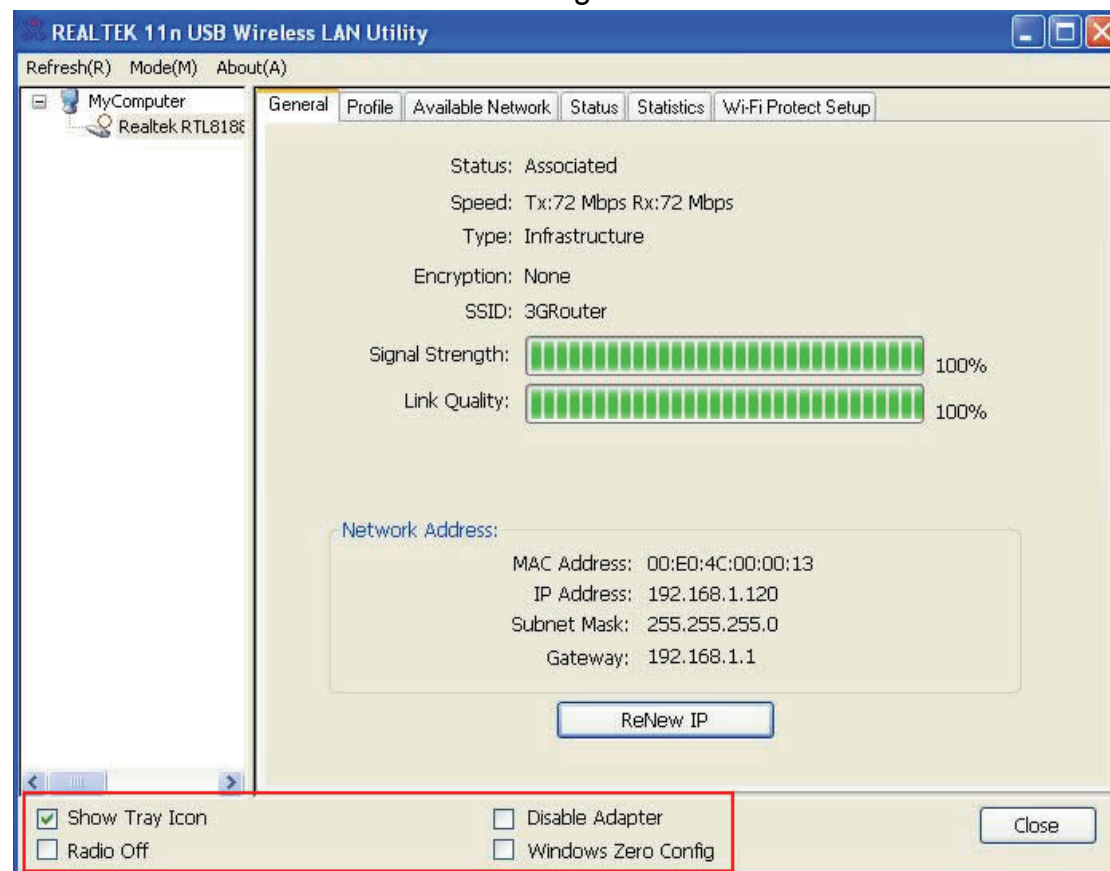 REALTEK 11n USB Wireless LAN Utility
Refresh(R) Mode(M) About(A)
MyComputer
Realtek RTL8188
General Profile Available Network Status Statistics Wi-Fi Protect Setup
Status: Associated
Speed: Tx:72 Mbps Rx:72 Mbps
Type: Infrastructure
Encryption: None
SSID: 3GRouter
Signal Strength: 100%
Link Quality: 100%
Network Address:
MAC Address: 00:E0:4C:00:00:13
IP Address: 192.168.1.120
Subnet Mask: 255.255.255.0
Gateway: 192.168.1.1
ReNew IP
Show Tray Icon Disable Adapter
Radio Off Windows Zero Config
Close